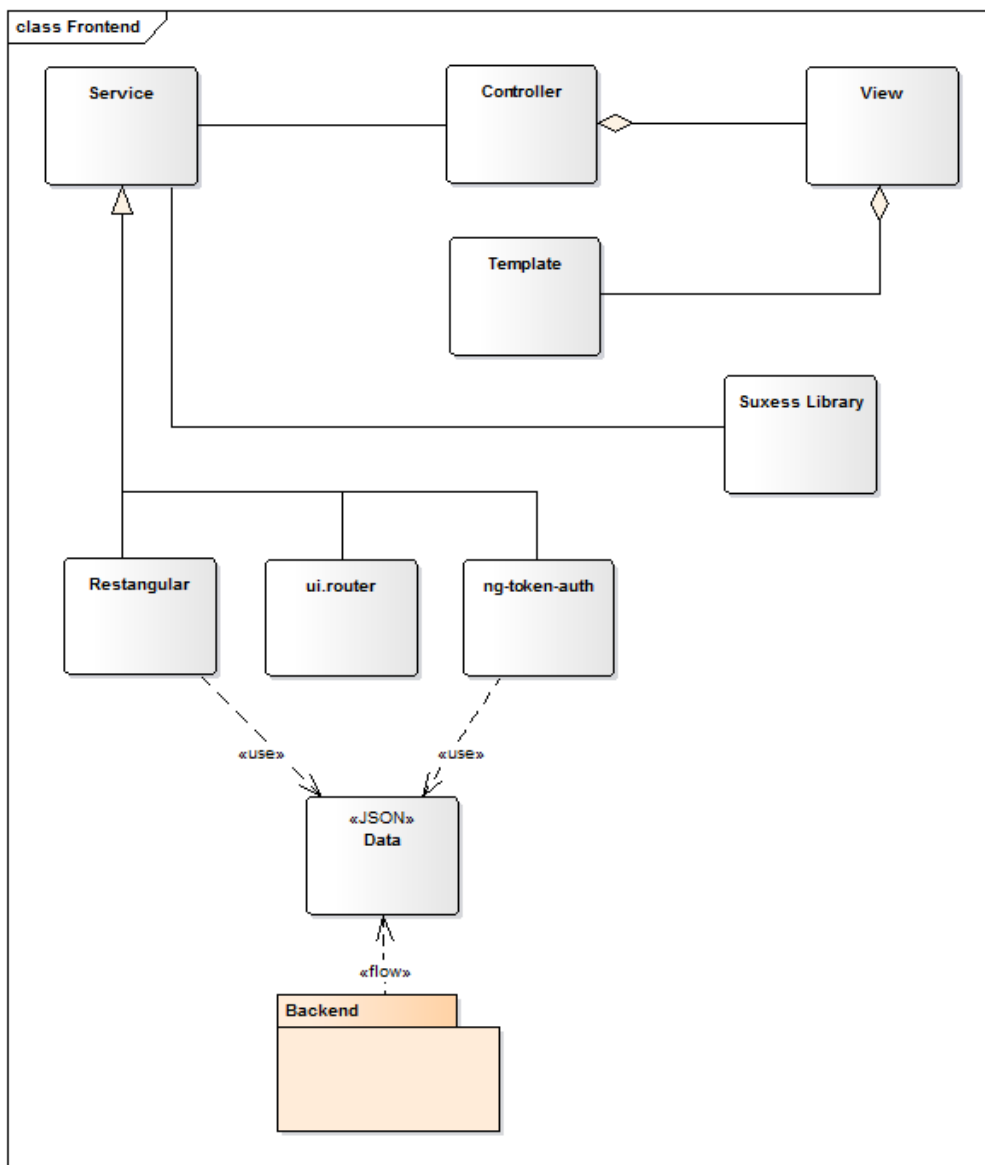 class Frontend
Service
Controller
View
Template
Suxess Library
Restangular
ui.router
ng-token-auth
«use»
«use»
«JSON»
Data
«flow»
Backend